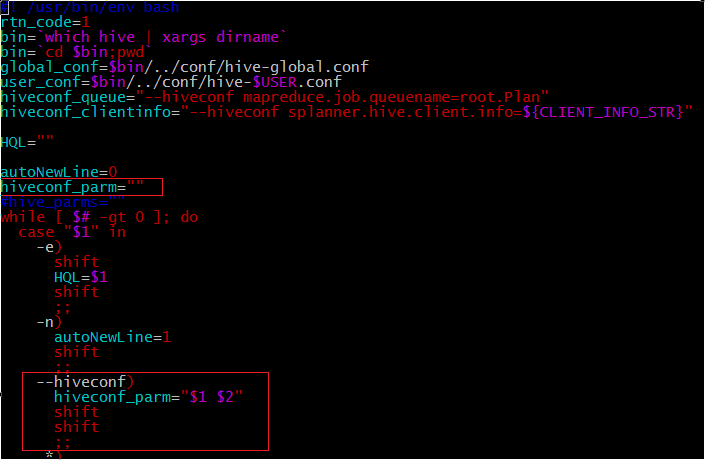 #! /usr/bin/env bash
rtn_code=1
bin=`which hive | xargs dirname`
bin=`cd $bin;pwd`
global_conf=$bin/../conf/hive-global.conf
user_conf=$bin/../conf/hive-$USER.conf
hiveconf_queue="--hiveconf mapreduce.job.queuename=root.Plan"
hiveconf_clientinfo="--hiveconf splanner.hive.client.info=${CLIENT_INFO_STR}"
HQL=""
autoNewLine=0
hiveconf_parm=""
#hive_parms=""
while [ $# -gt 0 ]; do
case "$1" in
-e)
shift
HQL=$1
shift
;;
-n)
autoNewLine=1
shift
;;
--hiveconf)
hiveconf_parm="$1 $2"
shift
shift
;;
*)